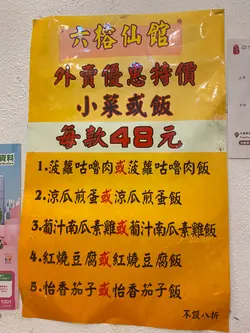 六榕仙館
外賣優惠特價
小菜或飯
每款48元
1.菠蘿咕嚕肉或菠蘿咕嚕肉飯
2.涼瓜煎蛋或涼瓜煎蛋飯
3.葡汁南瓜素雞或葡汁南瓜素雞飯
4.紅燒豆腐或紅燒豆腐飯
5.怡香茄子或怡香茄子飯
不設八折